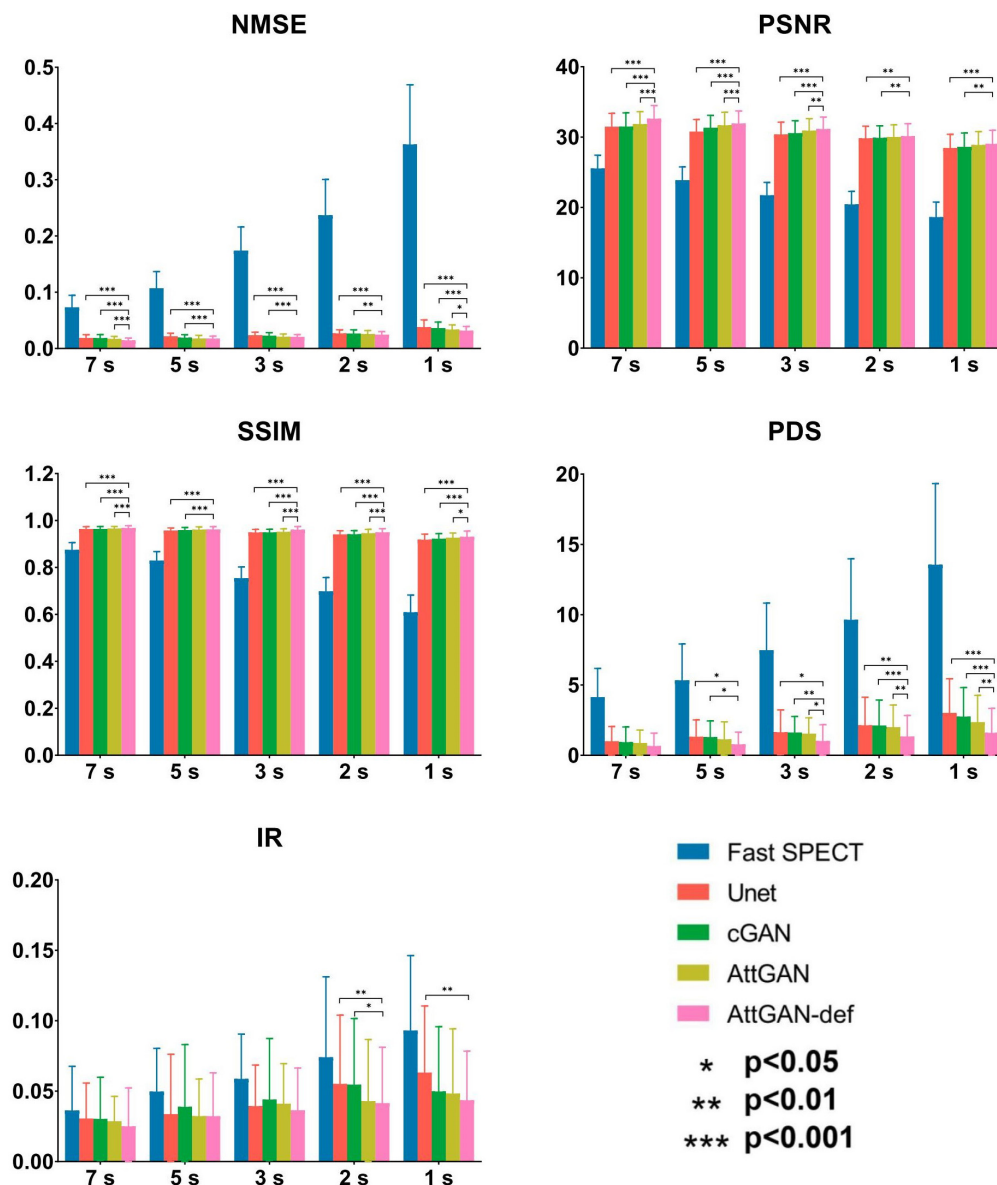 NMSE
0.5
0.4
0.3
0.2
0.1
0.0
*** *** ***
*** ***
*** ***
*** **
*** *** *
7 s 5 s 3 s 2 s 1 s
PSNR
40
30
20
10
0
*** *** ***
*** *** ***
*** *** **
** **
*** **
7 s 5 s 3 s 2 s 1 s
SSIM
1.2
1.0
0.8
0.6
0.4
0.2
0.0
*** *** ***
*** ***
*** *** ***
*** *** ***
*** *** *
7 s 5 s 3 s 2 s 1 s
PDS
20
15
10
5
0
* *
* ** *
** *** **
*** *** **
7 s 5 s 3 s 2 s 1 s
IR
0.20
0.15
0.10
0.05
0.00
** *
**
7 s 5 s 3 s 2 s 1 s
Fast SPECT
Unet
cGAN
AttGAN
AttGAN-def
* p<0.05
** p<0.01
*** p<0.001